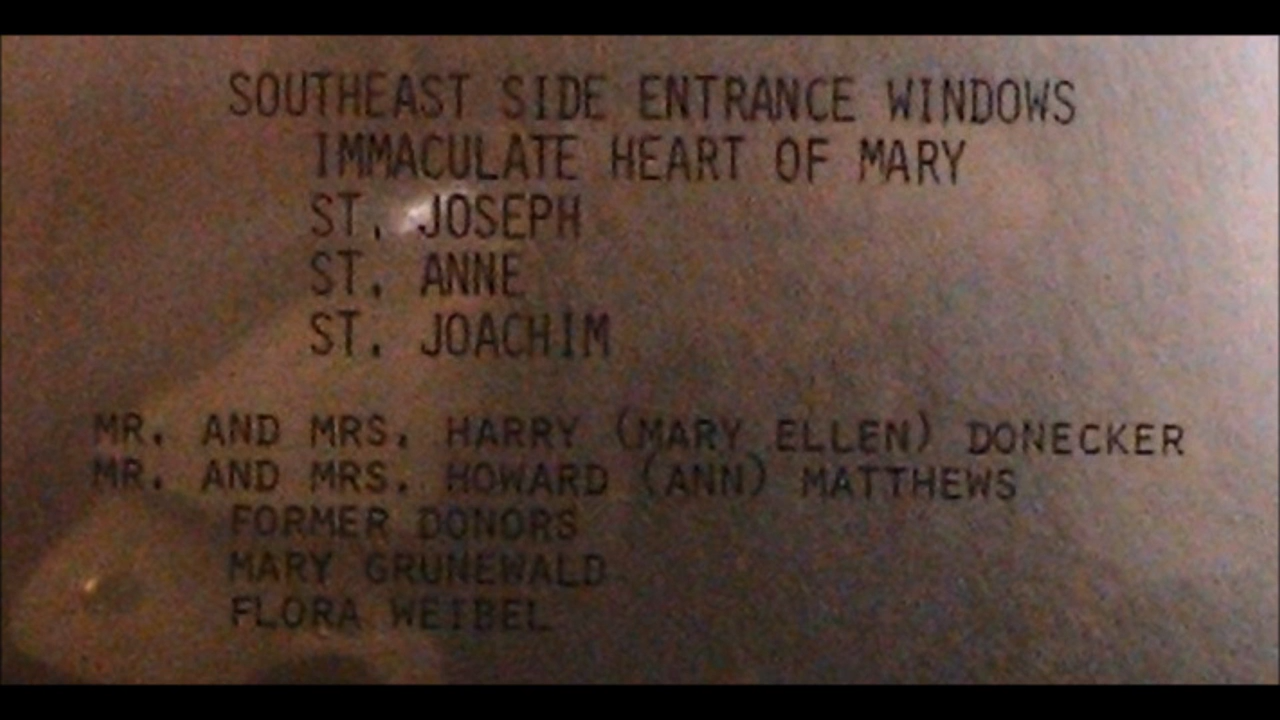 SOUTHEAST SIDE ENTRANCE WINDOWS
IMMACULATE HEART OF MARY
ST. JOSEPH
ST. ANNE
ST. JOACHIM
MR. AND MRS. HARRY (MARY ELLEN) DONECKER
MR. AND MRS. HOWARD (ANN) MATTHEWS
FORMER DONORS
MARY GRUNEWALD
FLORA WEIBEL